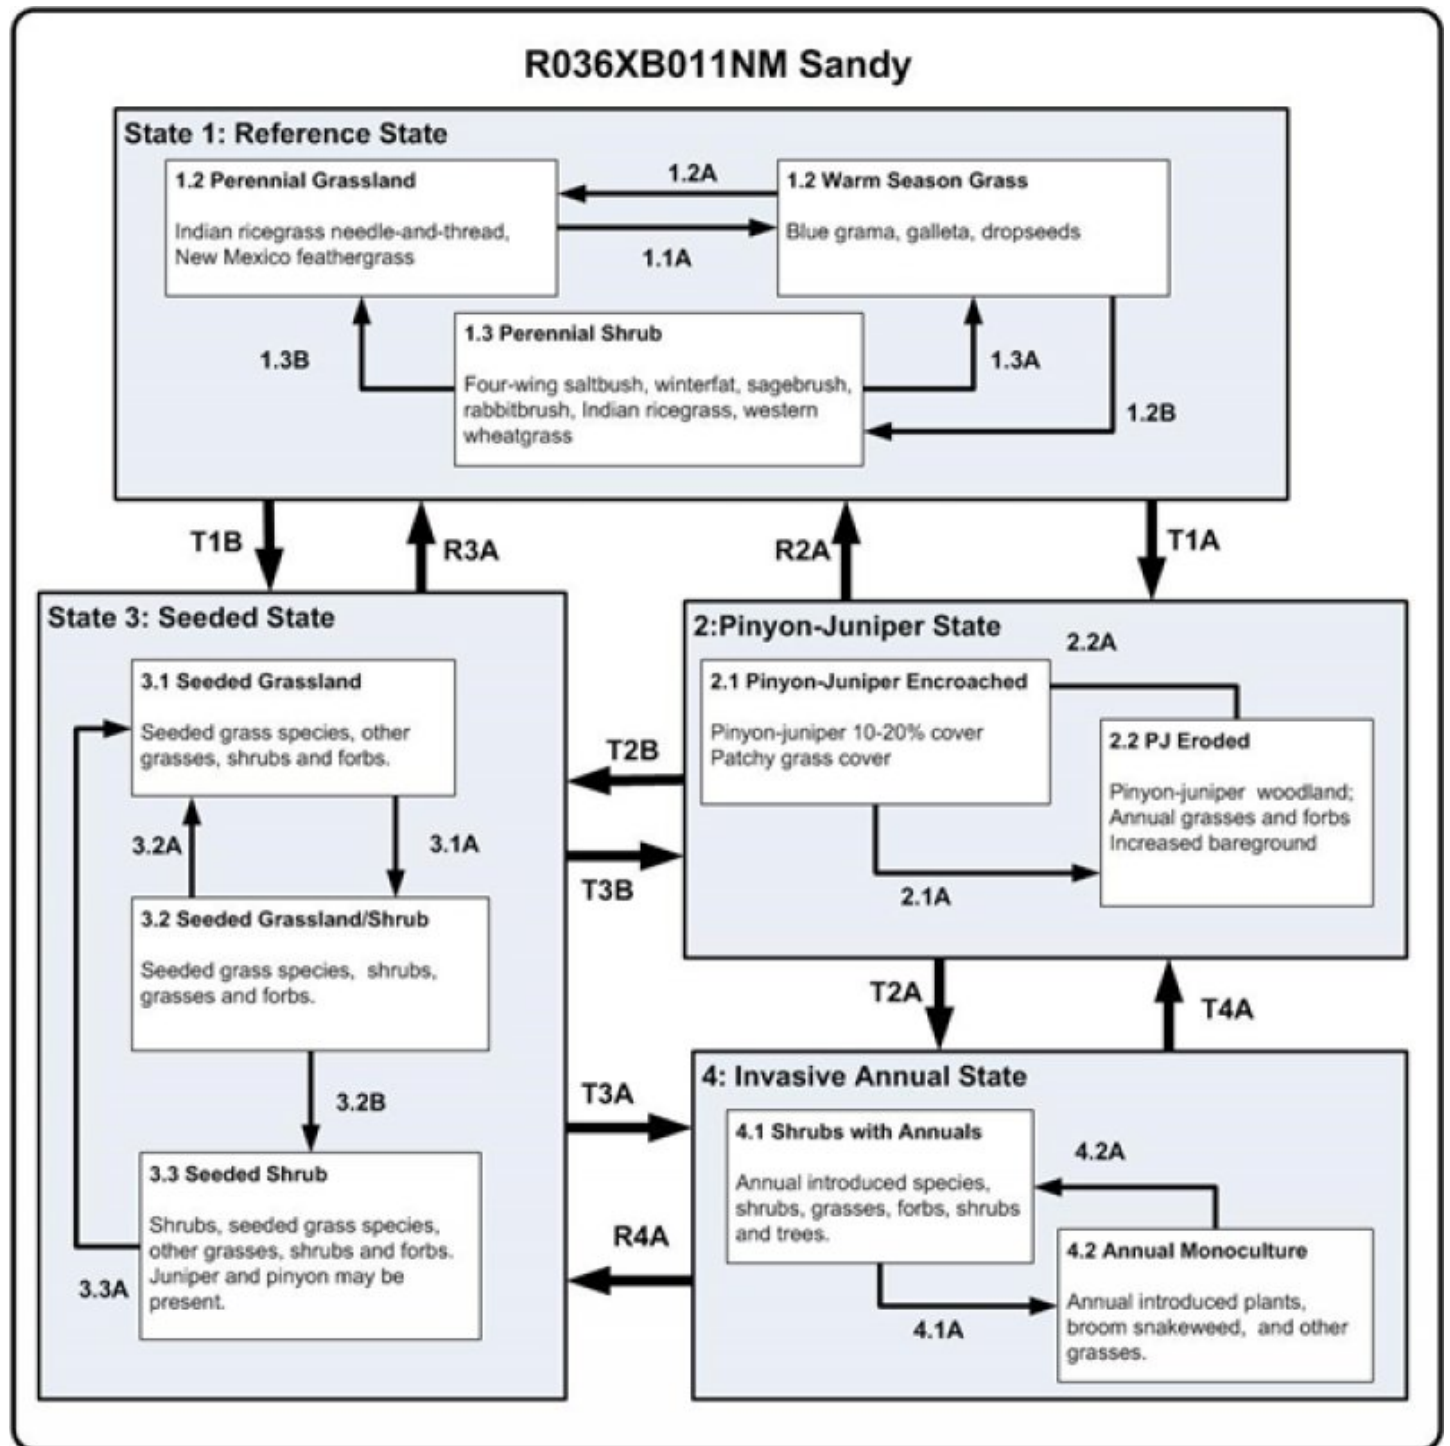 R036XB011NM Sandy
State 1: Reference State
1.2 Perennial Grassland
Indian ricegrass needle-and-thread,
New Mexico feathergrass
1.2A
1.1A
1.2 Warm Season Grass
Blue grama, galleta, dropseeds
1.3 Perennial Shrub
Four-wing saltbush, winterfat, sagebrush,
rabbitbrush, Indian ricegrass, western
wheatgrass
1.3B
1.3A
1.2B
T1B
R3A
R2A
T1A
State 3: Seeded State
3.1 Seeded Grassland
Seeded grass species, other
grasses, shrubs and forbs.
3.2A
3.1A
3.2 Seeded Grassland/Shrub
Seeded grass species, shrubs,
grasses and forbs.
3.2B
3.3 Seeded Shrub
Shrubs, seeded grass species,
other grasses, shrubs and forbs.
Juniper and pinyon may be
present.
3.3A
T2B
T3B
2:Pinyon-Juniper State
2.2A
2.1 Pinyon-Juniper Encroached
Pinyon-juniper 10-20% cover
Patchy grass cover
2.2 PJ Eroded
Pinyon-juniper woodland;
Annual grasses and forbs
Increased bareground
2.1A
T2A
T4A
T3A
R4A
4: Invasive Annual State
4.1 Shrubs with Annuals
Annual introduced species,
shrubs, grasses, forbs, shrubs
and trees.
4.2A
4.2 Annual Monoculture
Annual introduced plants,
broom snakeweed, and other
grasses.
4.1A